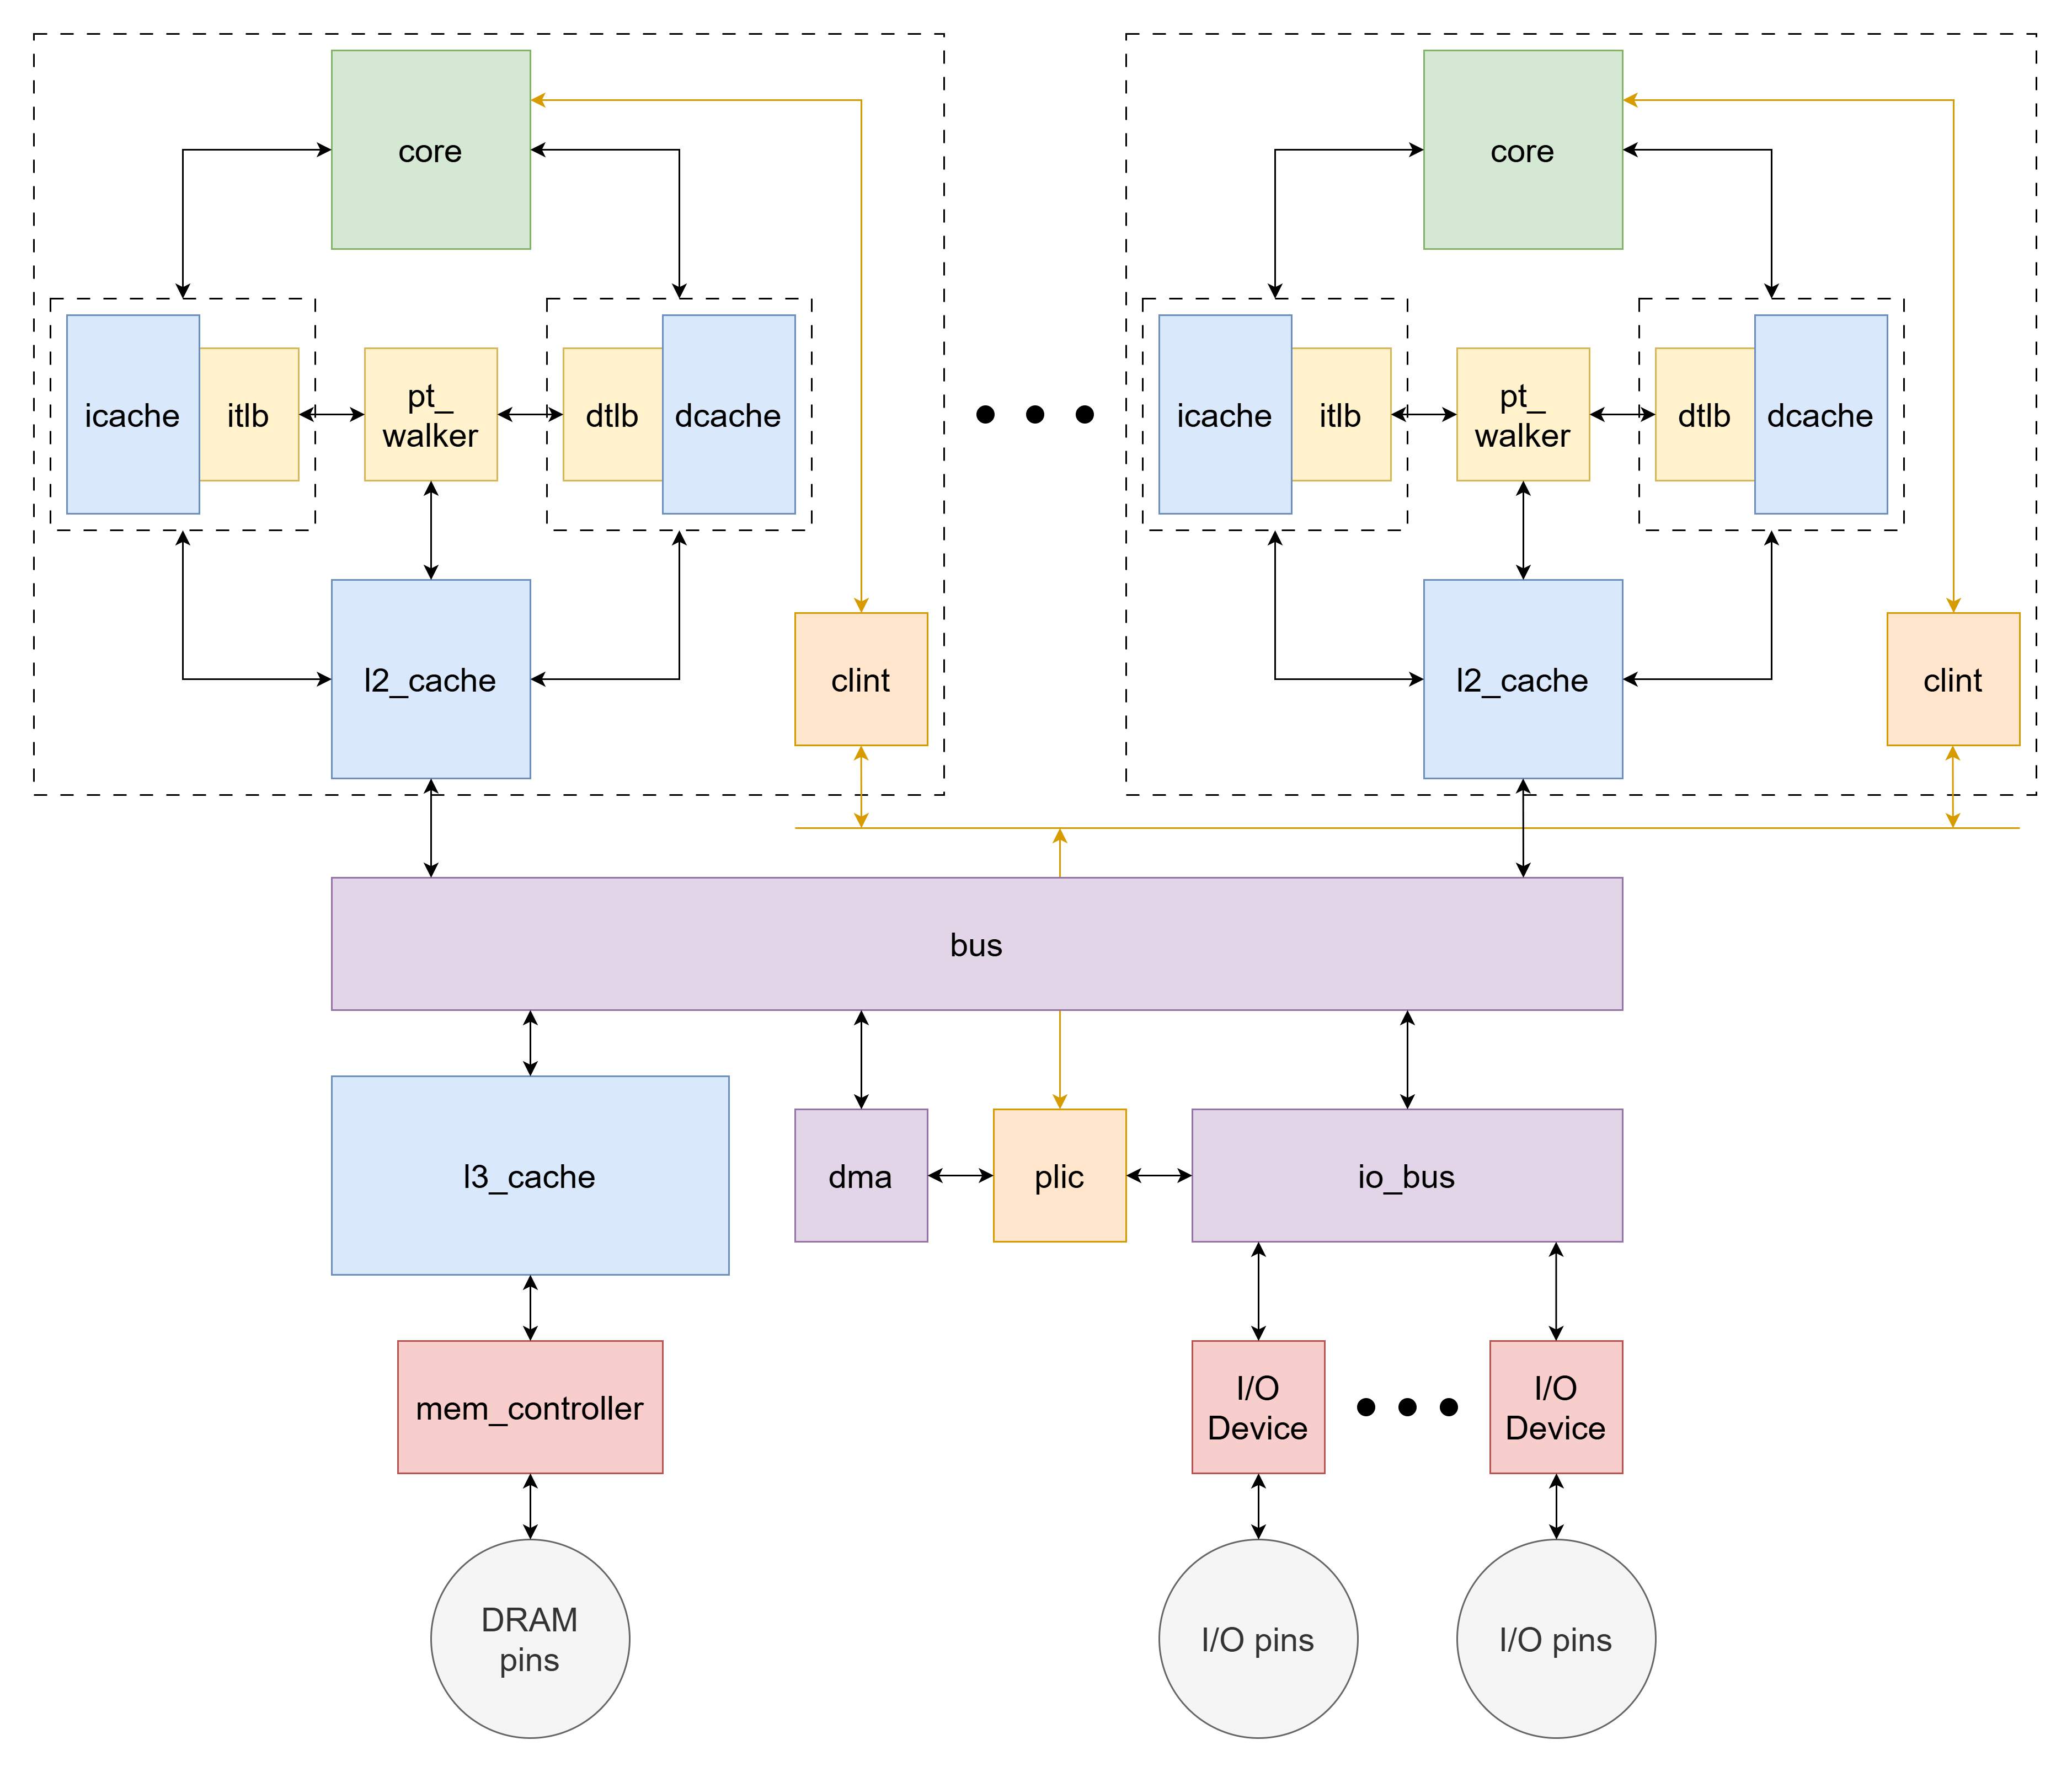 core
core
icache
itlb
pt_
walker
dtlb
dcache
icache
itlb
pt_
walker
dtlb
dcache
l2_cache
clint
l2_cache
clint
bus
l3_cache
dma
plic
io_bus
mem_controller
I/O
Device
I/O
Device
DRAM
pins
I/O pins
I/O pins